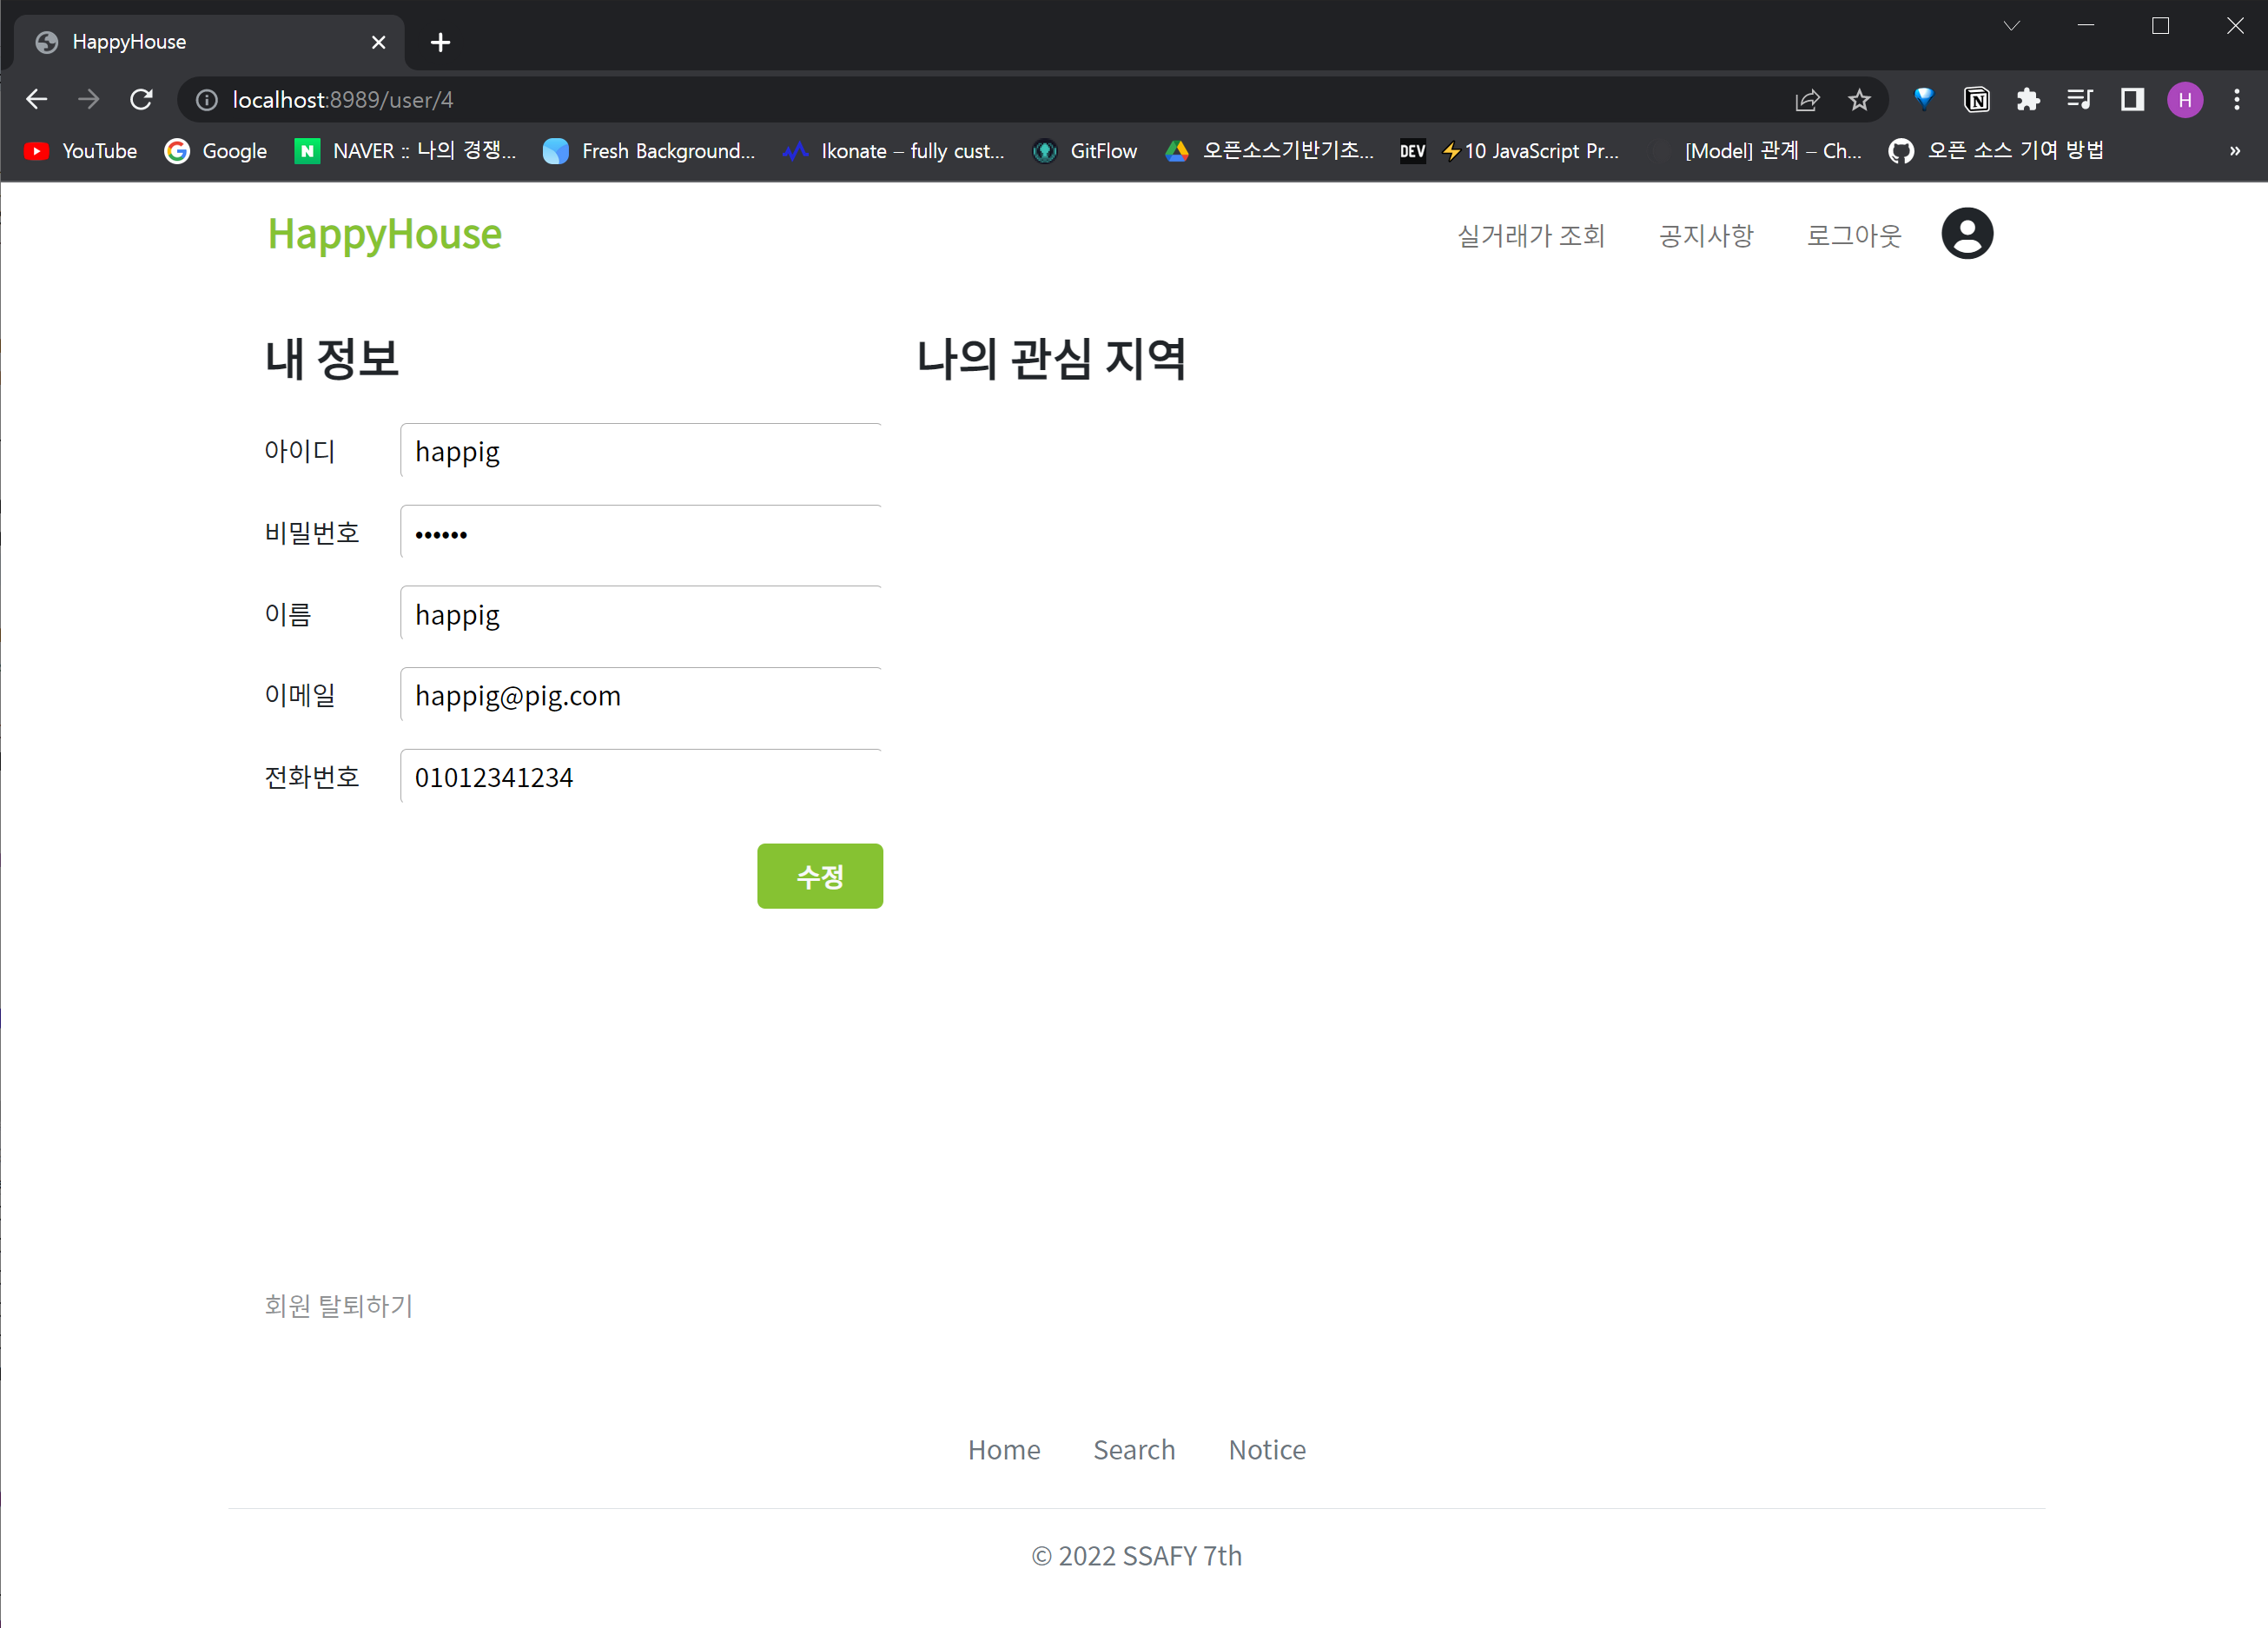 HappyHouse
localhost:8989/user/4
H
YouTube Google NAVER :: 나의 경쟁... Fresh Background... Ikonate – fully cust... GitFlow 오픈소스기반기초... DEV ⚡10 JavaScript Pr... [Model] 관계 – Ch... 오픈 소스 기여 방법 »
HappyHouse 실거래가 조회 공지사항 로그아웃
내 정보 나의 관심 지역
아이디 happig
비밀번호 ••••••
이름 happig
이메일 happig@pig.com
전화번호 01012341234
수정
회원 탈퇴하기
Home Search Notice
© 2022 SSAFY 7th